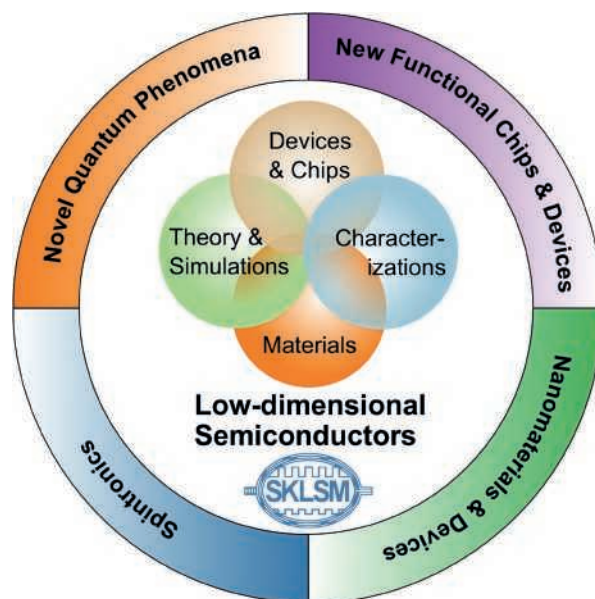 Novel Quantum Phenomena
New Functional Chips & Devices
Devices
& Chips
Theory &
Simulations
Character-
izations
Materials
Low-dimensional
Semiconductors
SKLSM
Spintronics
Nanomaterials & Devices